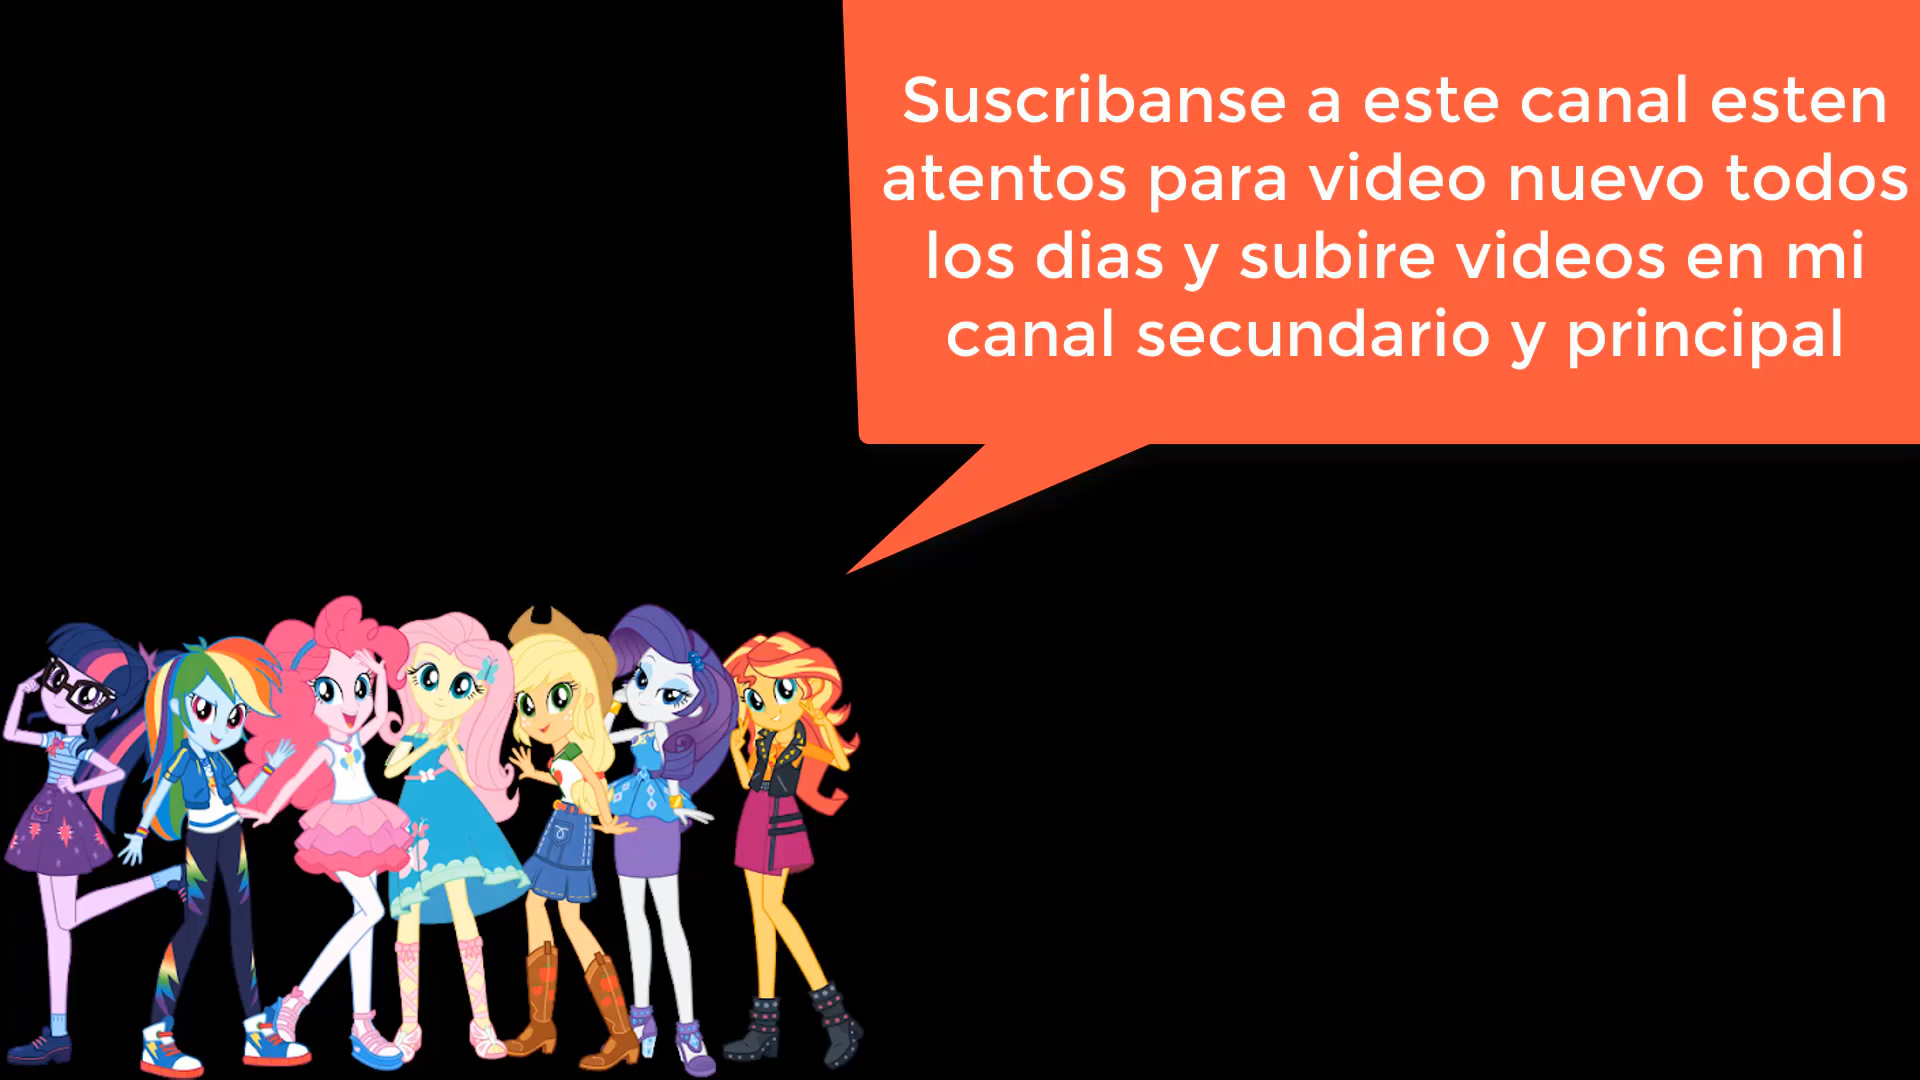 Suscribanse a este canal esten
atentos para video nuevo todos
los dias y subire videos en mi
canal secundario y principal